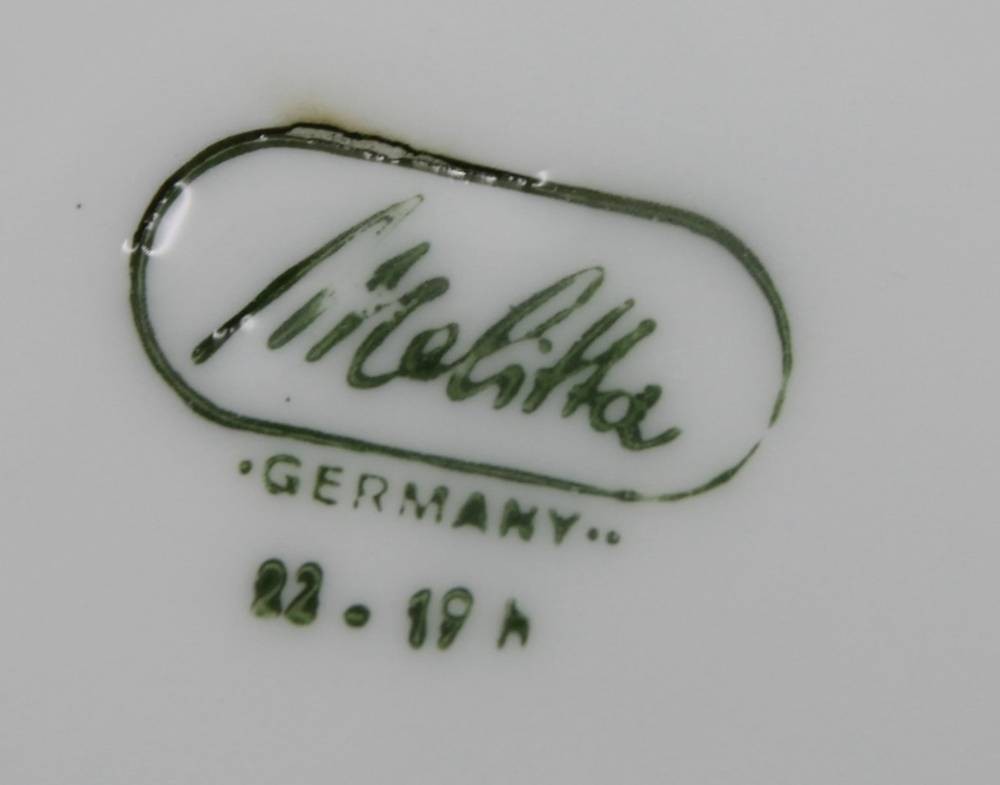 Melitta
·GERMANY··
22 · 19 h